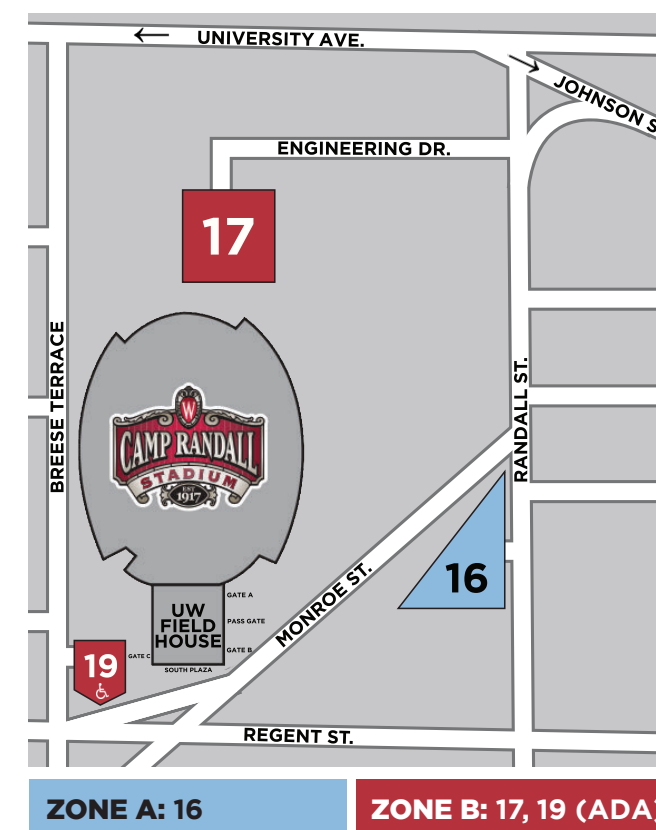 UNIVERSITY AVE.
JOHNSON S
ENGINEERING DR.
17
BREESE TERRACE
RANDALL ST.
W
CAMP RANDALL
STADIUM
EST
1917
16
MONROE ST.
UW
FIELD
HOUSE
GATE A
PASS GATE
GATE B
GATE C
SOUTH PLAZA
19
REGENT ST.
ZONE A: 16
ZONE B: 17, 19 (ADA)